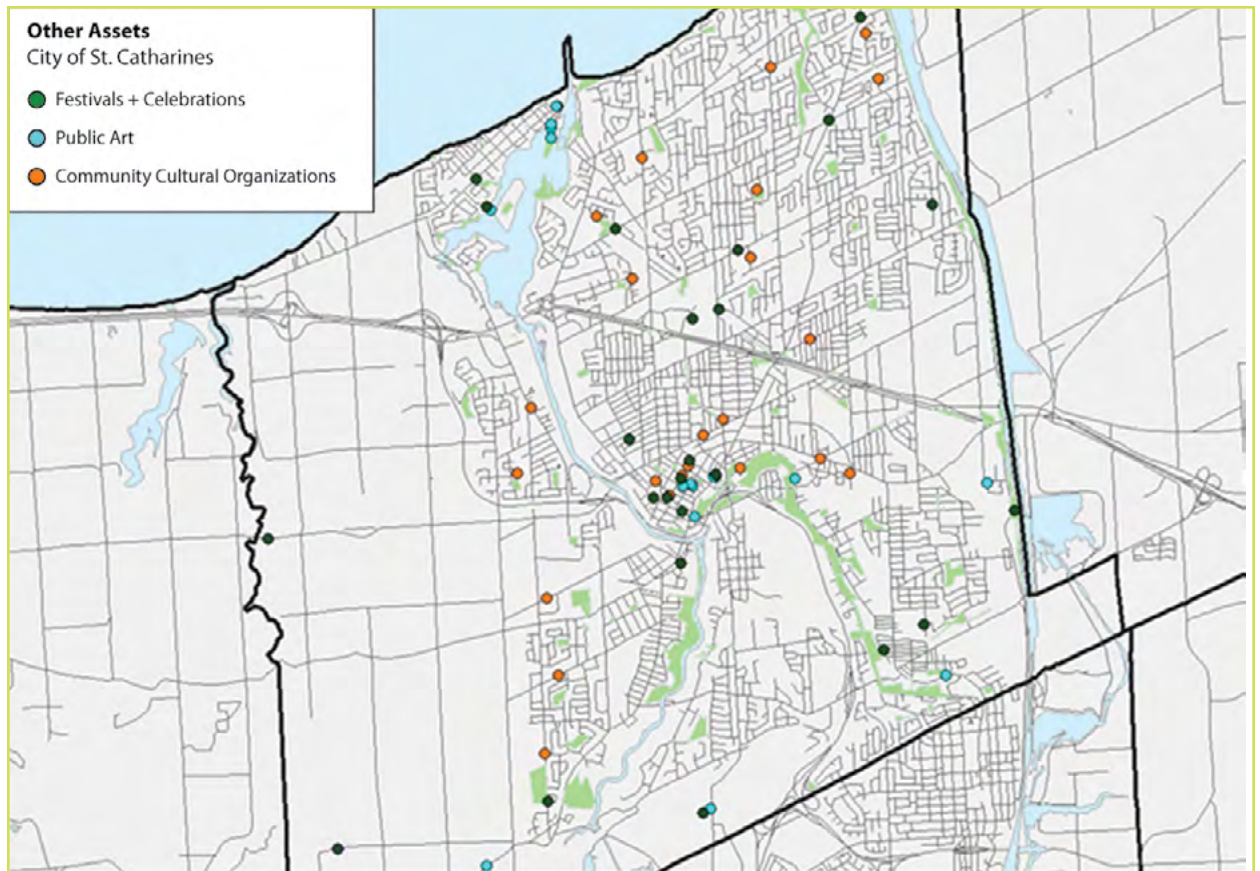 Other Assets
City of St. Catharines
Festivals + Celebrations
Public Art
Community Cultural Organizations